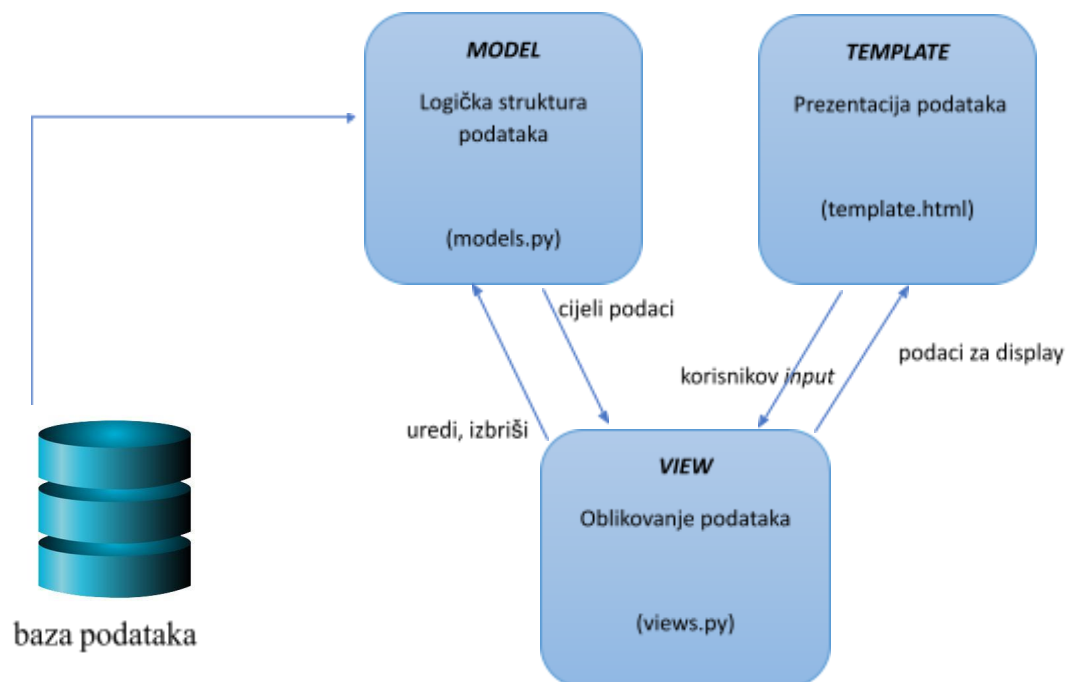 MODEL
Logička struktura
podataka
(models.py)
TEMPLATE
Prezentacija podataka
(template.html)
cijeli podaci
podaci za display
korisnikov input
uredi, izbriši
VIEW
Oblikovanje podataka
(views.py)
baza podataka